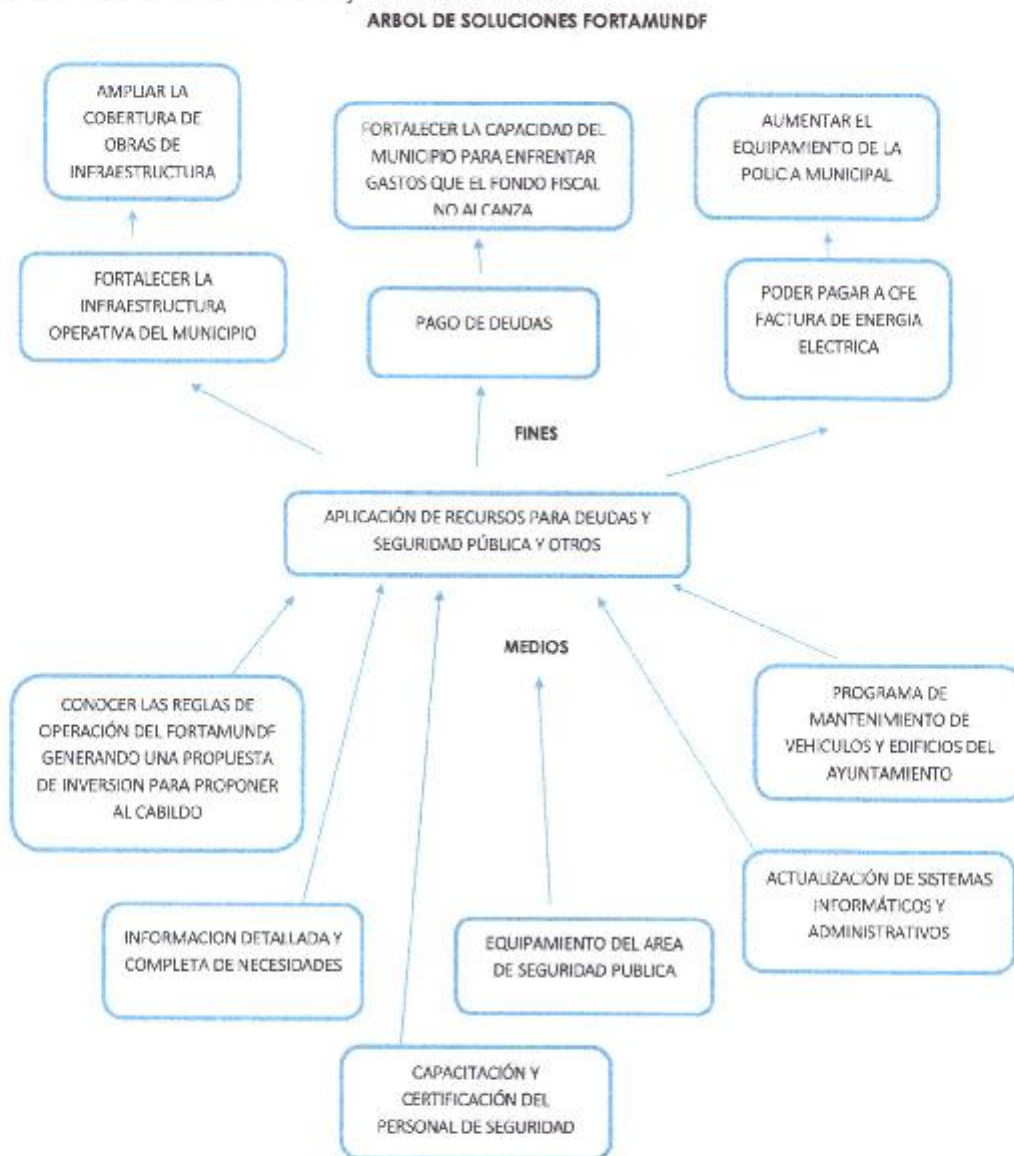 ARBOL DE SOLUCIONES FORTAMUNDF
AMPLIAR LA
COBERTURA DE
OBRAS DE
INFRAESTRUCTURA
FORTALECER LA CAPACIDAD DEL
MUNICIPIO PARA ENFRENTAR
GASTOS QUE EL FONDO FISCAL
NO ALCANZA
AUMENTAR EL
EQUIPAMIENTO DE LA
POLICIA MUNICIPAL
FORTALECER LA
INFRAESTRUCTURA
OPERATIVA DEL MUNICIPIO
PAGO DE DEUDAS
PODER PAGAR A CFE
FACTURA DE ENERGIA
ELECTRICA
FINES
APLICACIÓN DE RECURSOS PARA DEUDAS Y
SEGURIDAD PÚBLICA Y OTROS
MEDIOS
CONOCER LAS REGLAS DE
OPERACIÓN DEL FORTAMUNDF
GENERANDO UNA PROPUESTA
DE INVERSION PARA PROPONER
AL CABILDO
PROGRAMA DE
MANTENIMIENTO DE
VEHICULOS Y EDIFICIOS DEL
AYUNTAMIENTO
INFORMACION DETALLADA Y
COMPLETA DE NECESIDADES
EQUIPAMIENTO DEL AREA
DE SEGURIDAD PUBLICA
ACTUALIZACIÓN DE SISTEMAS
INFORMÁTICOS Y
ADMINISTRATIVOS
CAPACITACIÓN Y
CERTIFICACIÓN DEL
PERSONAL DE SEGURIDAD